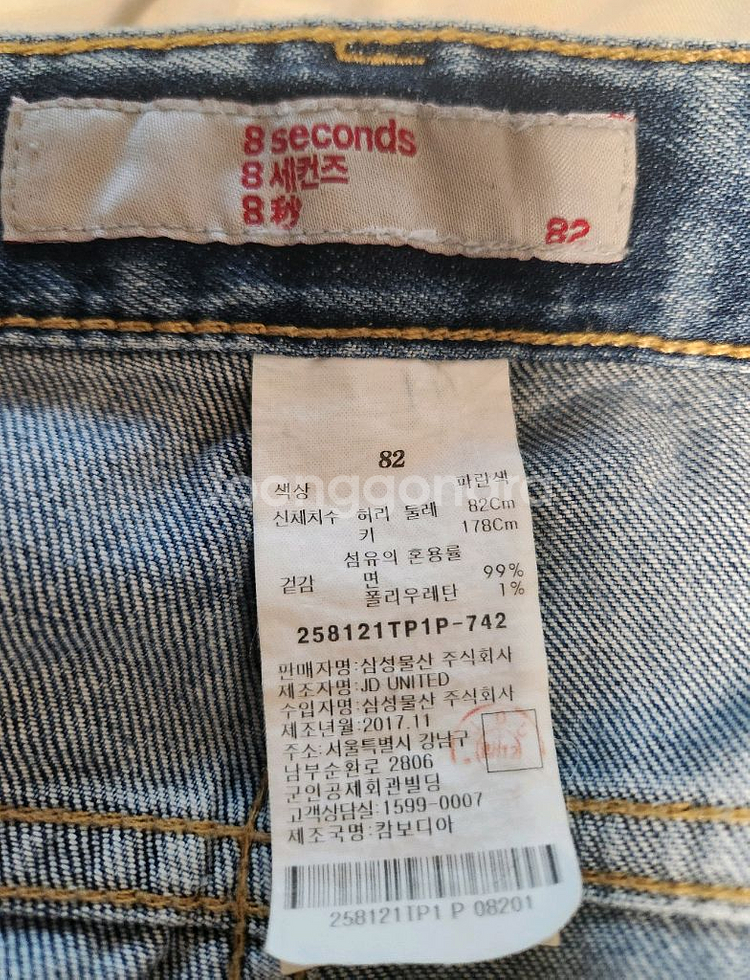 8 seconds
8 세컨즈
8 秒
82
82
색상 파란색
신체치수 허리 둘레 82Cm
키 178Cm
섬유의 혼용률
겉감 면 99%
폴리우레탄 1%
258121TP1P-742
판매자명:삼성물산 주식회사
제조자명:JD UNITED
수입자명:삼성물산 주식회사
제조년월:2017.11
주소:서울특별시 강남구
남부순환로 2806
군인공제회관빌딩
고객상담실:1599-0007
제조국명:캄보디아
258121TP1 P 08201